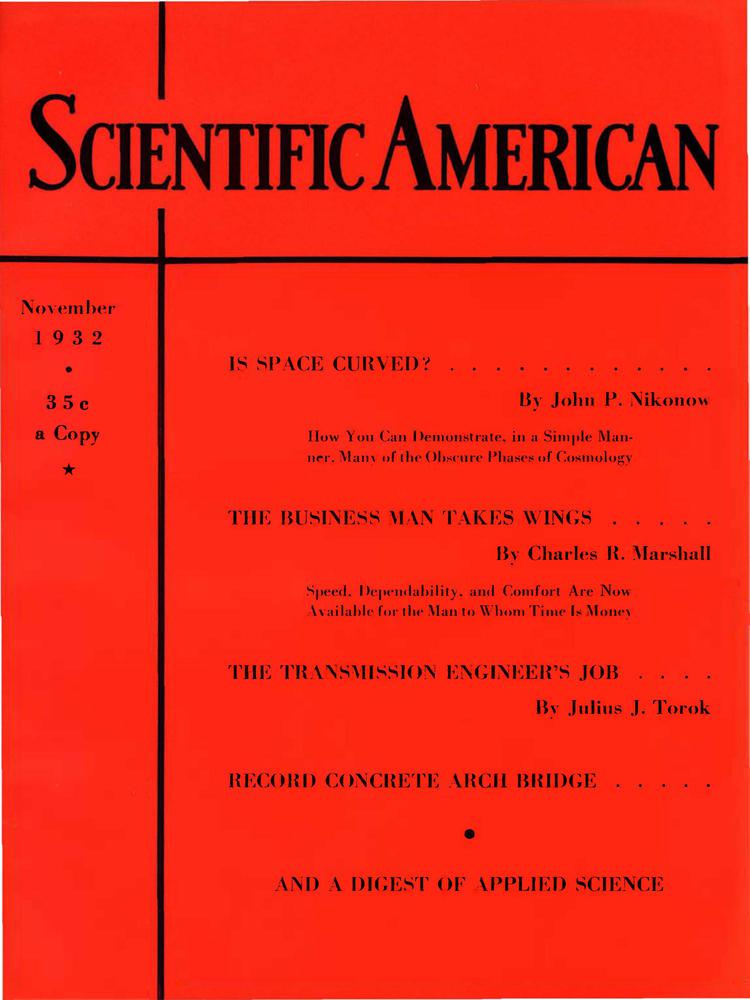 SCIENTIFIC AMERICAN
November
1932
•
35c
a Copy
★
IS SPACE CURVED? . . . . . . . . . . . .
By John P. Nikonow
How You Can Demonstrate, in a Simple Man-
ner, Many of the Obscure Phases of Cosmology
THE BUSINESS MAN TAKES WINGS . . . . .
By Charles R. Marshall
Speed, Dependability, and Comfort Are Now
Available for the Man to Whom Time Is Money
THE TRANSMISSION ENGINEER'S JOB . . . .
By Julius J. Torok
RECORD CONCRETE ARCH BRIDGE . . . . .
•
AND A DIGEST OF APPLIED SCIENCE